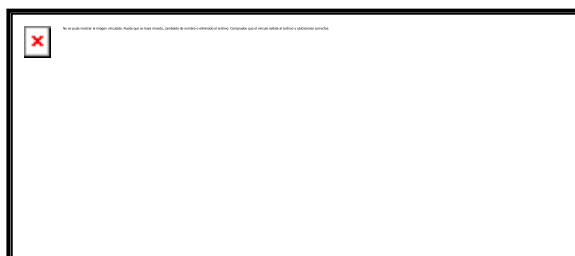 No se puede mostrar la imagen vinculada. Puede que se haya movido, cambiado de nombre o eliminado el archivo. Compruebe que el vínculo señala al archivo y ubicaciones correctos.